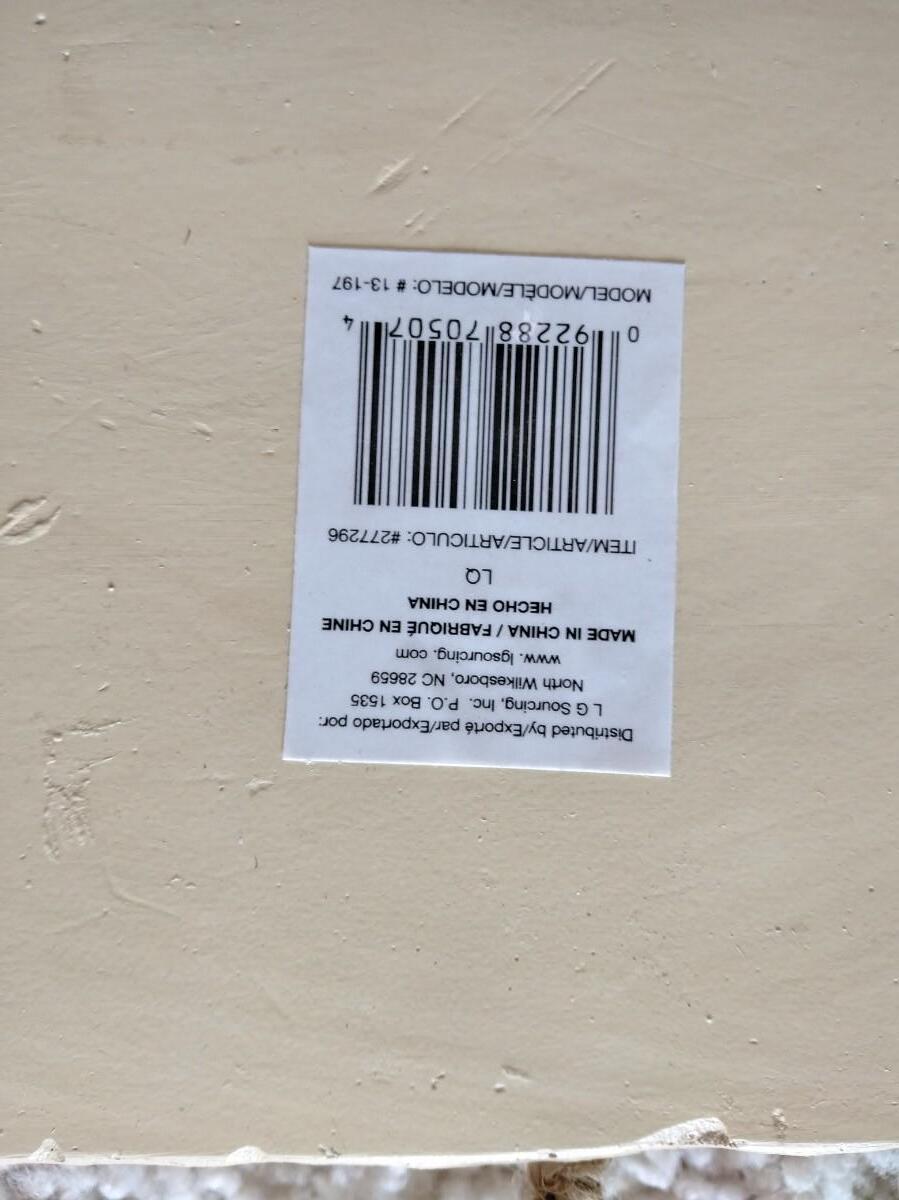 Distributed by/Exporté par/Exportado por:
L G Sourcing, Inc. P.O. Box 1535
North Wilkesboro, NC 28659
www. lgsourcing. com
MADE IN CHINA / FABRIQUÉ EN CHINE
HECHO EN CHINA
LQ
ITEM/ARTICLE/ARTICULO: #277296
0 92288 70507 4
MODEL/MODÈLE/MODELO: # 13-197